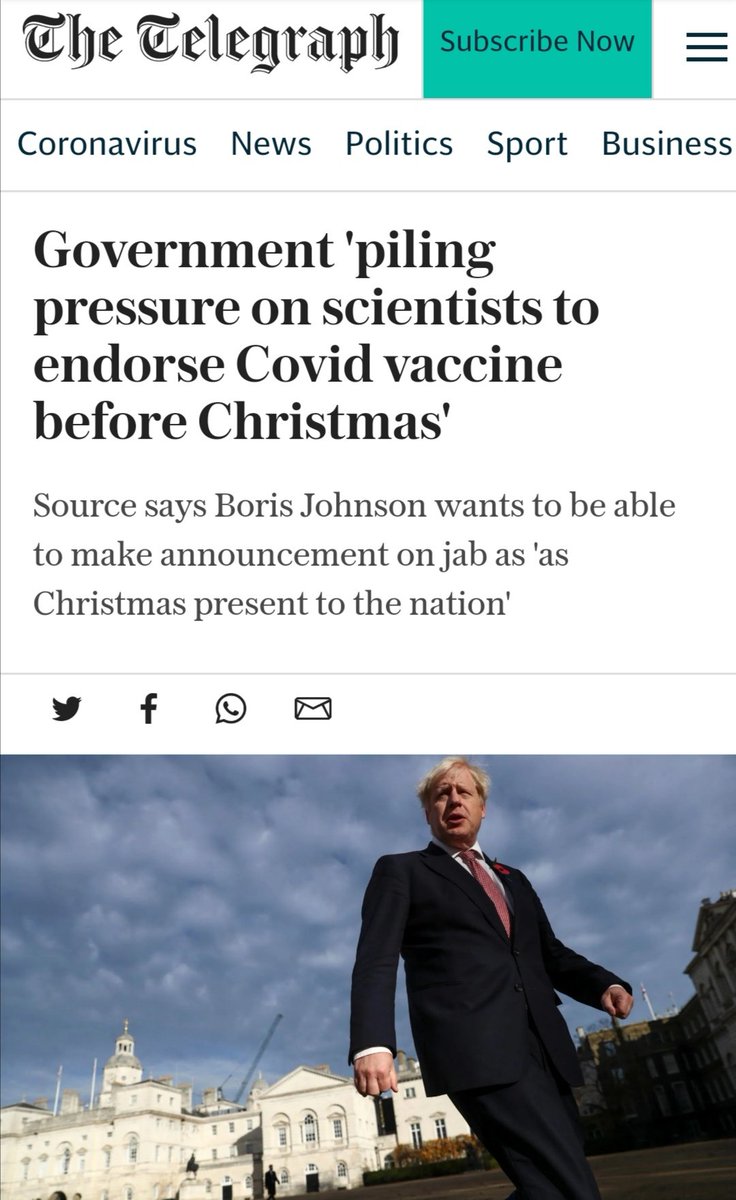 The Telegraph
Subscribe Now
Coronavirus News Politics Sport Business
Government 'piling
pressure on scientists to
endorse Covid vaccine
before Christmas'
Source says Boris Johnson wants to be able
to make announcement on jab as 'as
Christmas present to the nation'